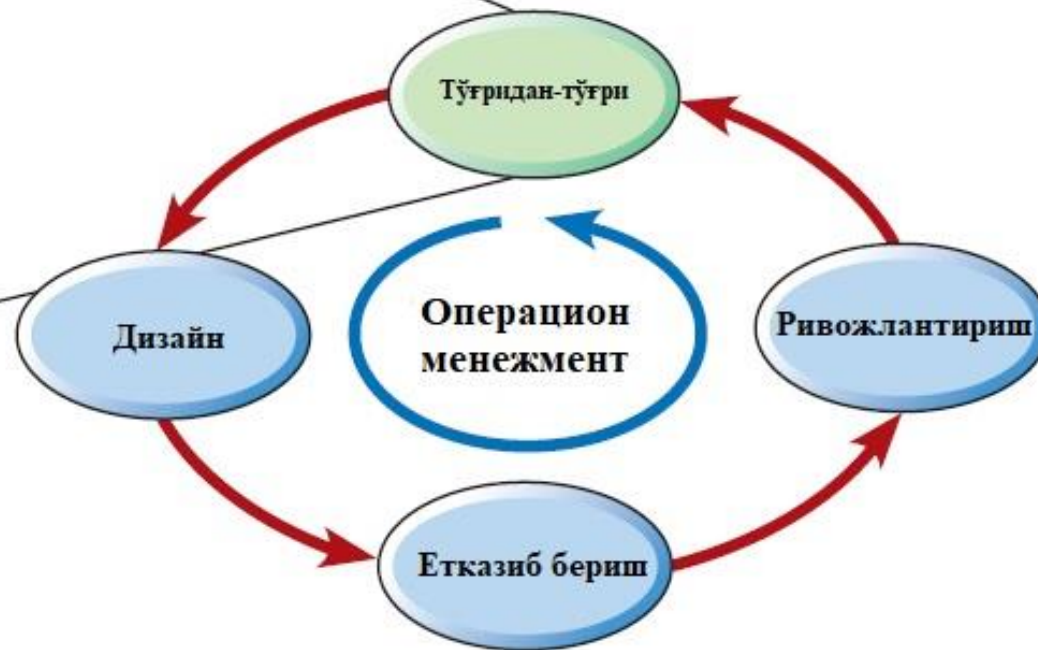 Тўғридан-тўғри
Дизайн
Операцион
менежмент
Ривожлантириш
Етказиб бериш